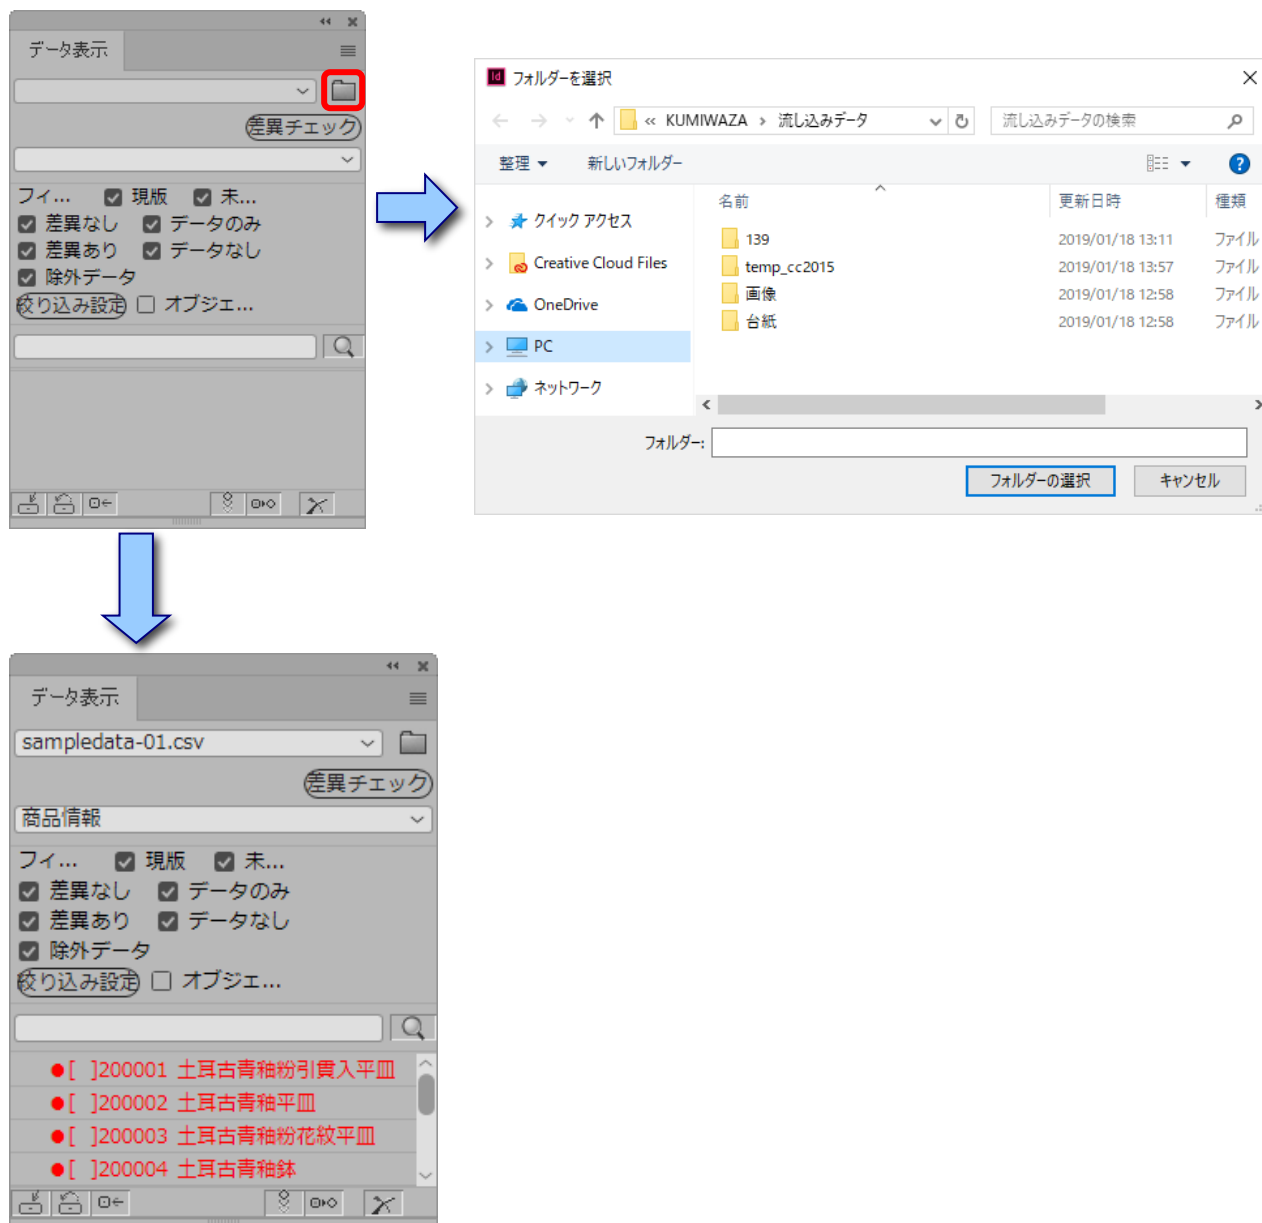 データ表示
差異チェック
フィ... 現版 未...
差異なし データのみ
差異あり データなし
除外データ
絞り込み設定 オブジェ...
Id フォルダーを選択
« KUMIWAZA › 流し込みデータ
流し込みデータの検索
整理 新しいフォルダー
名前 更新日時 種類
クイック アクセス
Creative Cloud Files
OneDrive
PC
ネットワーク
139 2019/01/18 13:11 ファイル
temp_cc2015 2019/01/18 13:57 ファイル
画像 2019/01/18 12:58 ファイル
台紙 2019/01/18 12:58 ファイル
フォルダー:
フォルダーの選択 キャンセル
データ表示
sampledata-01.csv
差異チェック
商品情報
フィ... 現版 未...
差異なし データのみ
差異あり データなし
除外データ
絞り込み設定 オブジェ...
●[ ]200001 土耳古青釉粉引貫入平皿
●[ ]200002 土耳古青釉平皿
●[ ]200003 土耳古青釉粉花紋平皿
●[ ]200004 土耳古青釉鉢